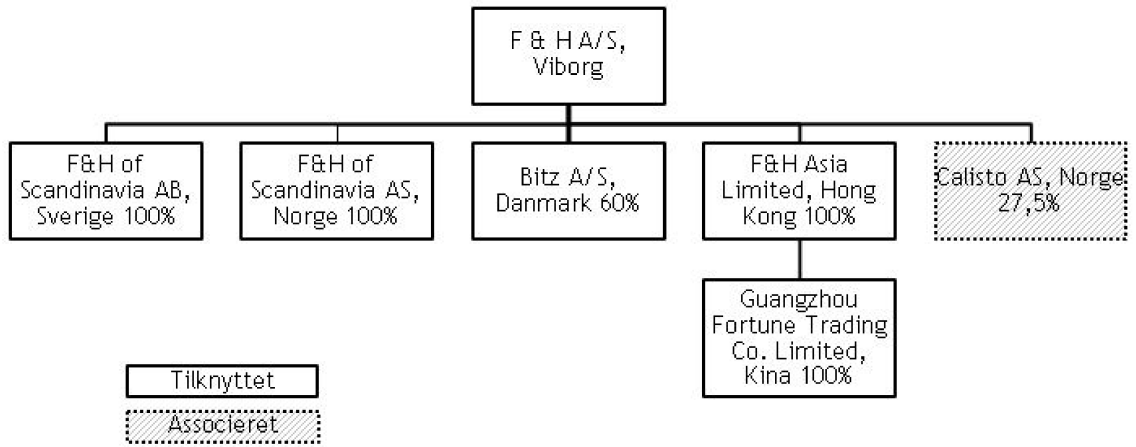 F & H A/S,
Viborg
F&H of
Scandinavia AB,
Sverige 100%
F&H of
Scandinavia AS,
Norge 100%
Bitz A/S,
Danmark 60%
F&H Asia
Limited, Hong
Kong 100%
Calisto AS, Norge
27,5%
Guangzhou
Fortune Trading
Co. Limited,
Kina 100%
Tilknyttet
Associeret